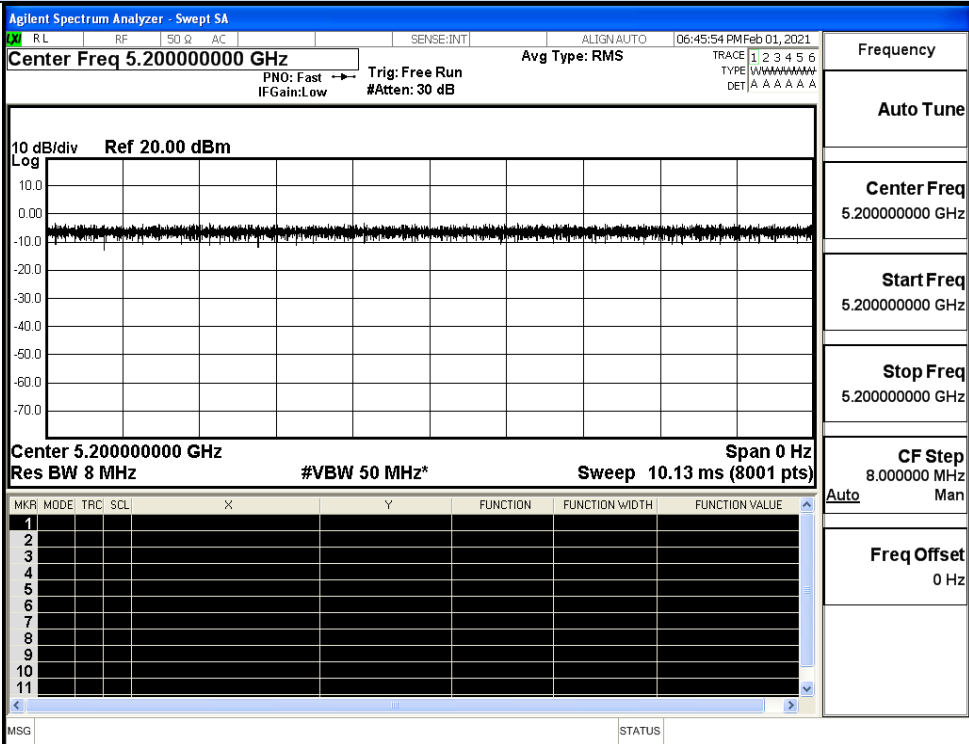 Agilent Spectrum Analyzer - Swept SA
LXI RL RF 50 Ω AC SENSE:INT ALIGN AUTO 06:45:54 PM Feb 01, 2021
Center Freq 5.200000000 GHz
PNO: Fast
IFGain:Low
Trig: Free Run
#Atten: 30 dB
Avg Type: RMS
TRACE 1 2 3 4 5 6
TYPE WWWWWW
DET A A A A A A
10 dB/div Ref 20.00 dBm
Log
10.0
0.00
-10.0
-20.0
-30.0
-40.0
-50.0
-60.0
-70.0
Center 5.200000000 GHz Span 0 Hz
Res BW 8 MHz #VBW 50 MHz* Sweep 10.13 ms (8001 pts)
MKR MODE TRC SCL X Y FUNCTION FUNCTION WIDTH FUNCTION VALUE
1
2
3
4
5
6
7
8
9
10
11
MSG STATUS
Frequency
Auto Tune
Center Freq
5.200000000 GHz
Start Freq
5.200000000 GHz
Stop Freq
5.200000000 GHz
CF Step
8.000000 MHz
Auto Man
Freq Offset
0 Hz